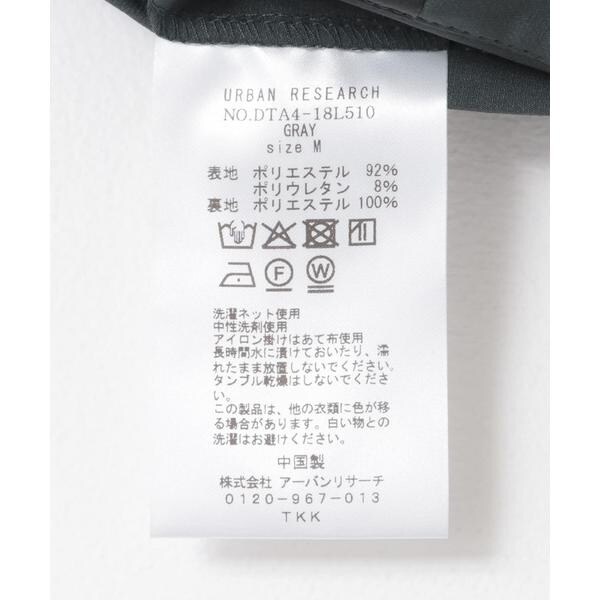 URBAN RESEARCH
NO.DTA4-18L510
GRAY
size M
表地 ポリエステル 92%
ポリウレタン 8%
裏地 ポリエステル 100%
F W
洗濯ネット使用
中性洗剤使用
アイロン掛けはあて布使用
長時間水に漬けておいたり、濡
れたまま放置しないでください。
タンブル乾燥はしないでくださ
い。
この製品は、他の衣類に色が移
る場合があります。白い物との
洗濯はお避けください。
中国製
株式会社 アーバンリサーチ
0120-967-013
TKK